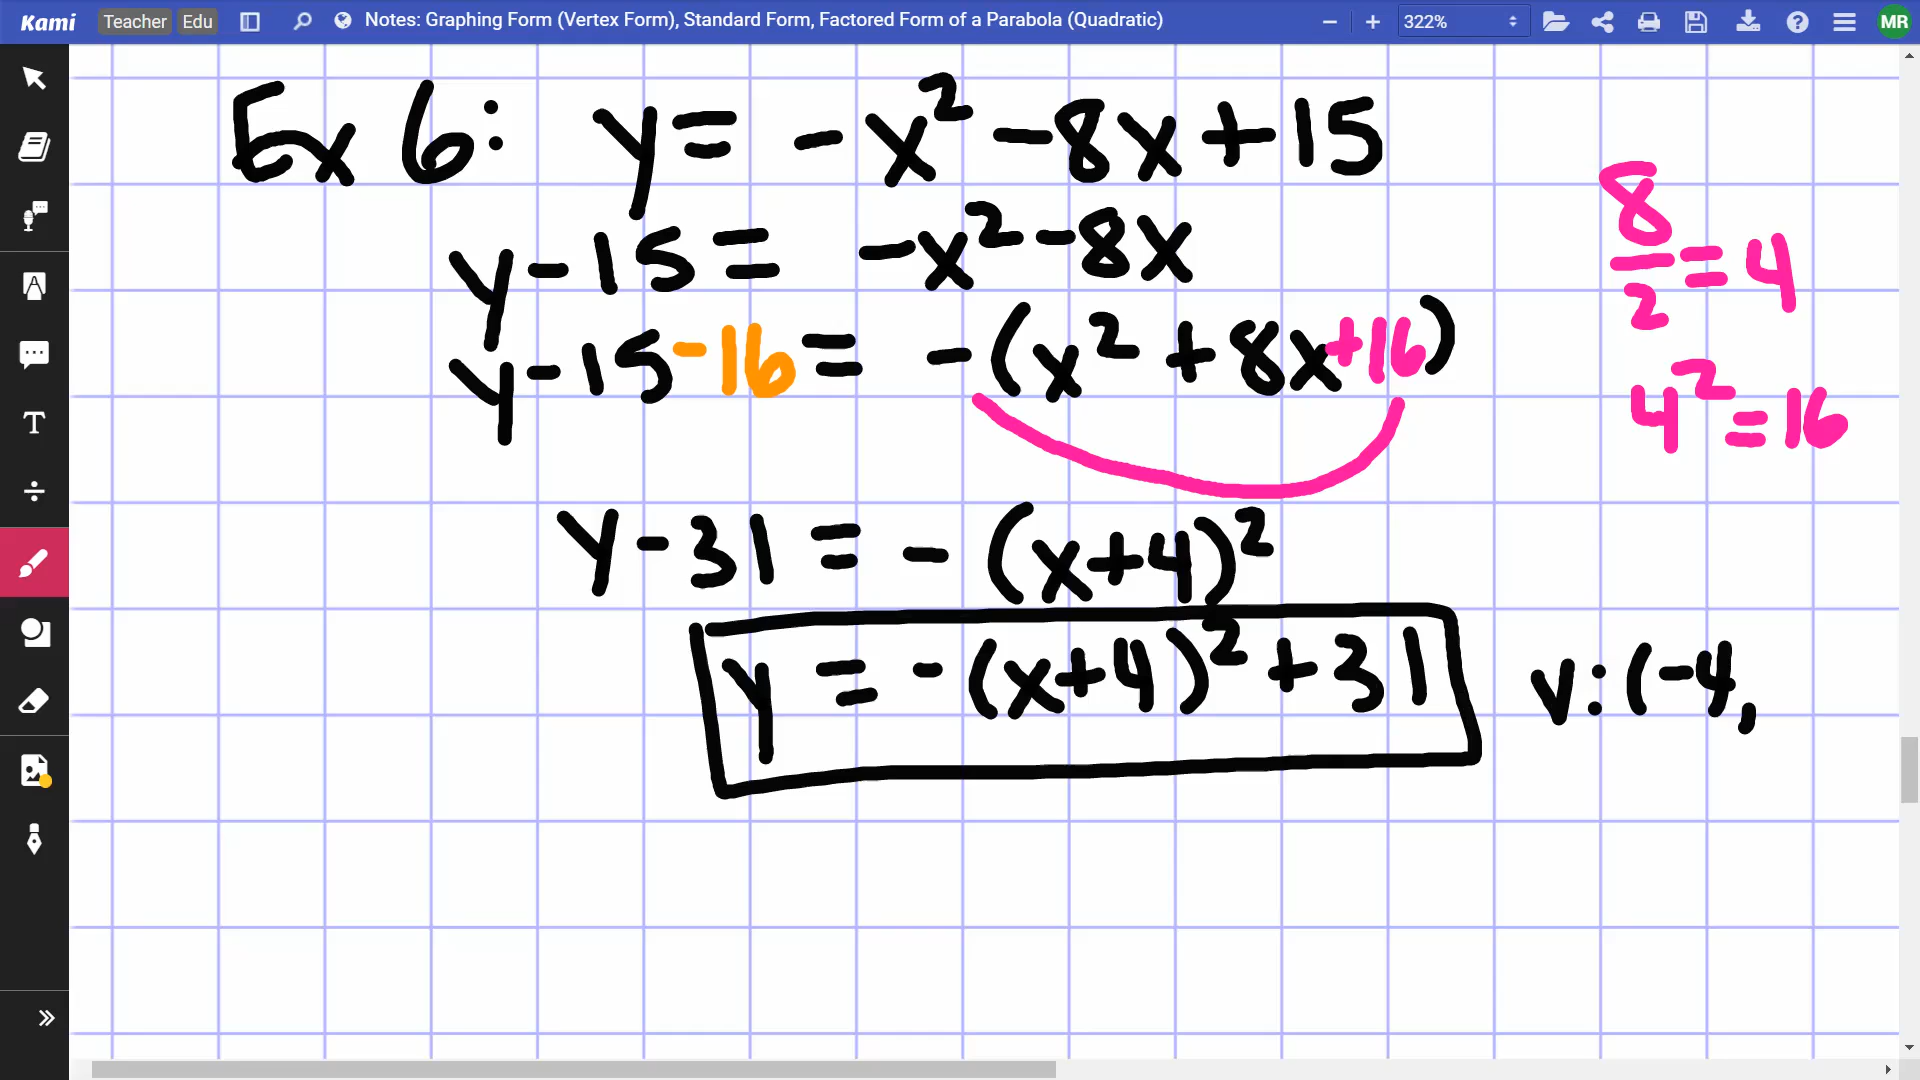 Kami Teacher Edu Notes: Graphing Form (Vertex Form), Standard Form, Factored Form of a Parabola (Quadratic) 322% MR
Ex 6: y = -x² - 8x + 15
y - 15 = -x² - 8x
y - 15 - 16 = -(x² + 8x + 16)
y - 31 = -(x + 4)²
y = -(x + 4)² + 31
v: (-4,
8/2 = 4
4² = 16